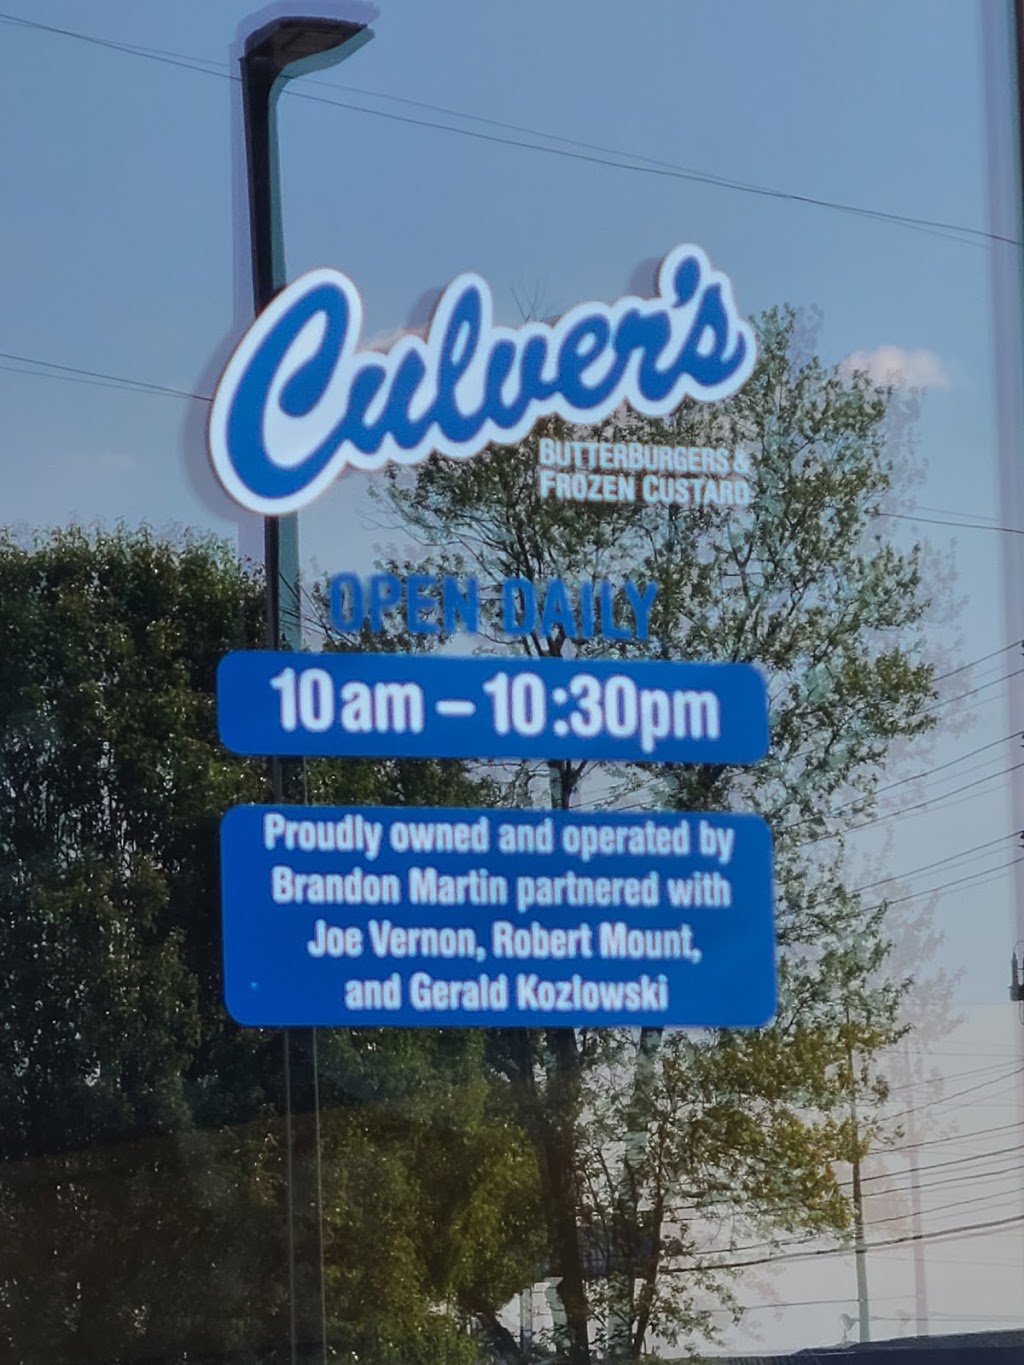 Culver's
BUTTERBURGERS &
FROZEN CUSTARD
OPEN DAILY
10am – 10:30pm
Proudly owned and operated by
Brandon Martin partnered with
Joe Vernon, Robert Mount,
and Gerald Kozlowski